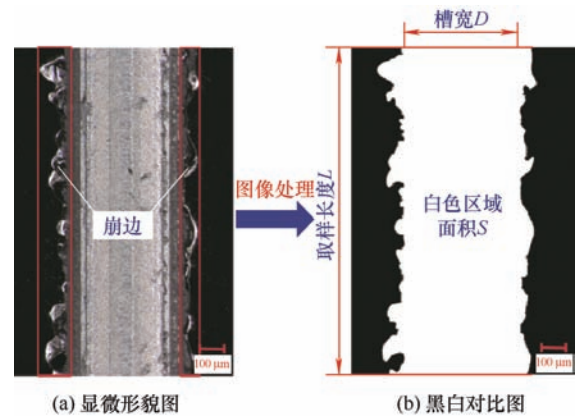 槽宽D
崩边
图像处理
取样长度L
白色区域
面积S
100 μm
100 μm
(a) 显微形貌图
(b) 黑白对比图